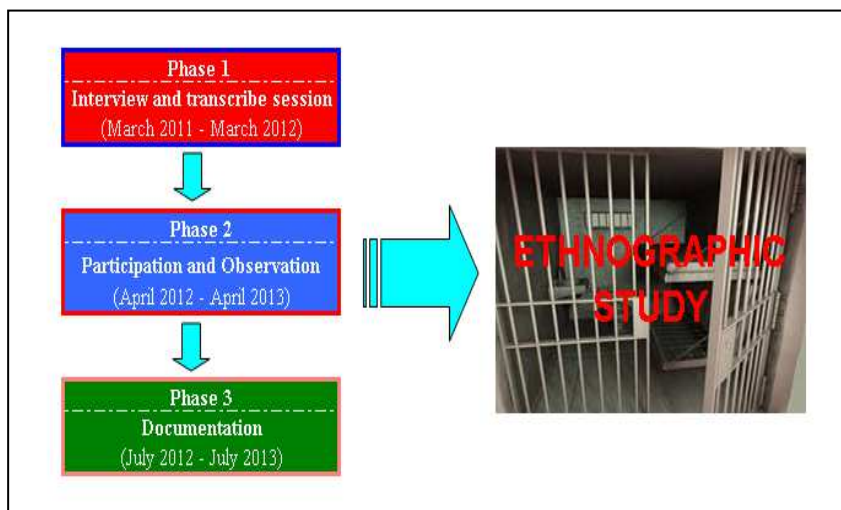 Phase 1
Interview and transcribe session
(March 2011 - March 2012)
Phase 2
Participation and Observation
(April 2012 - April 2013)
Phase 3
Documentation
(July 2012 - July 2013)
ETHNOGRAPHIC
STUDY